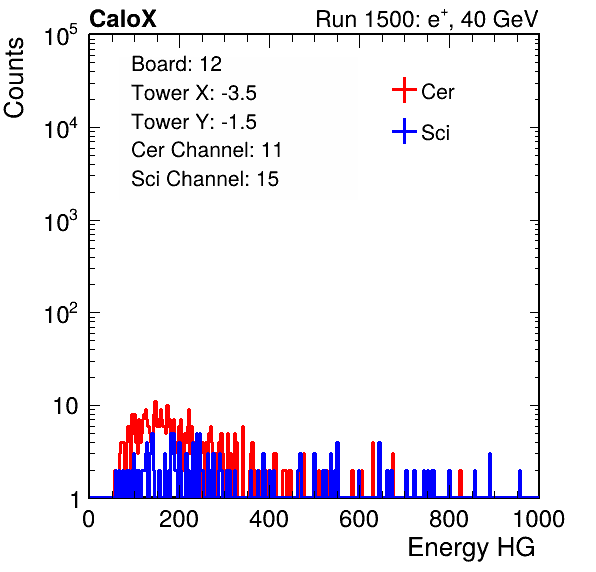 CaloX Run 1500: e⁺, 40 GeV
Counts
Board: 12
Tower X: -3.5
Tower Y: -1.5
Cer Channel: 11
Sci Channel: 15
Cer
Sci
10⁵
10⁴
10³
10²
10
1
0 200 400 600 800 1000
Energy HG